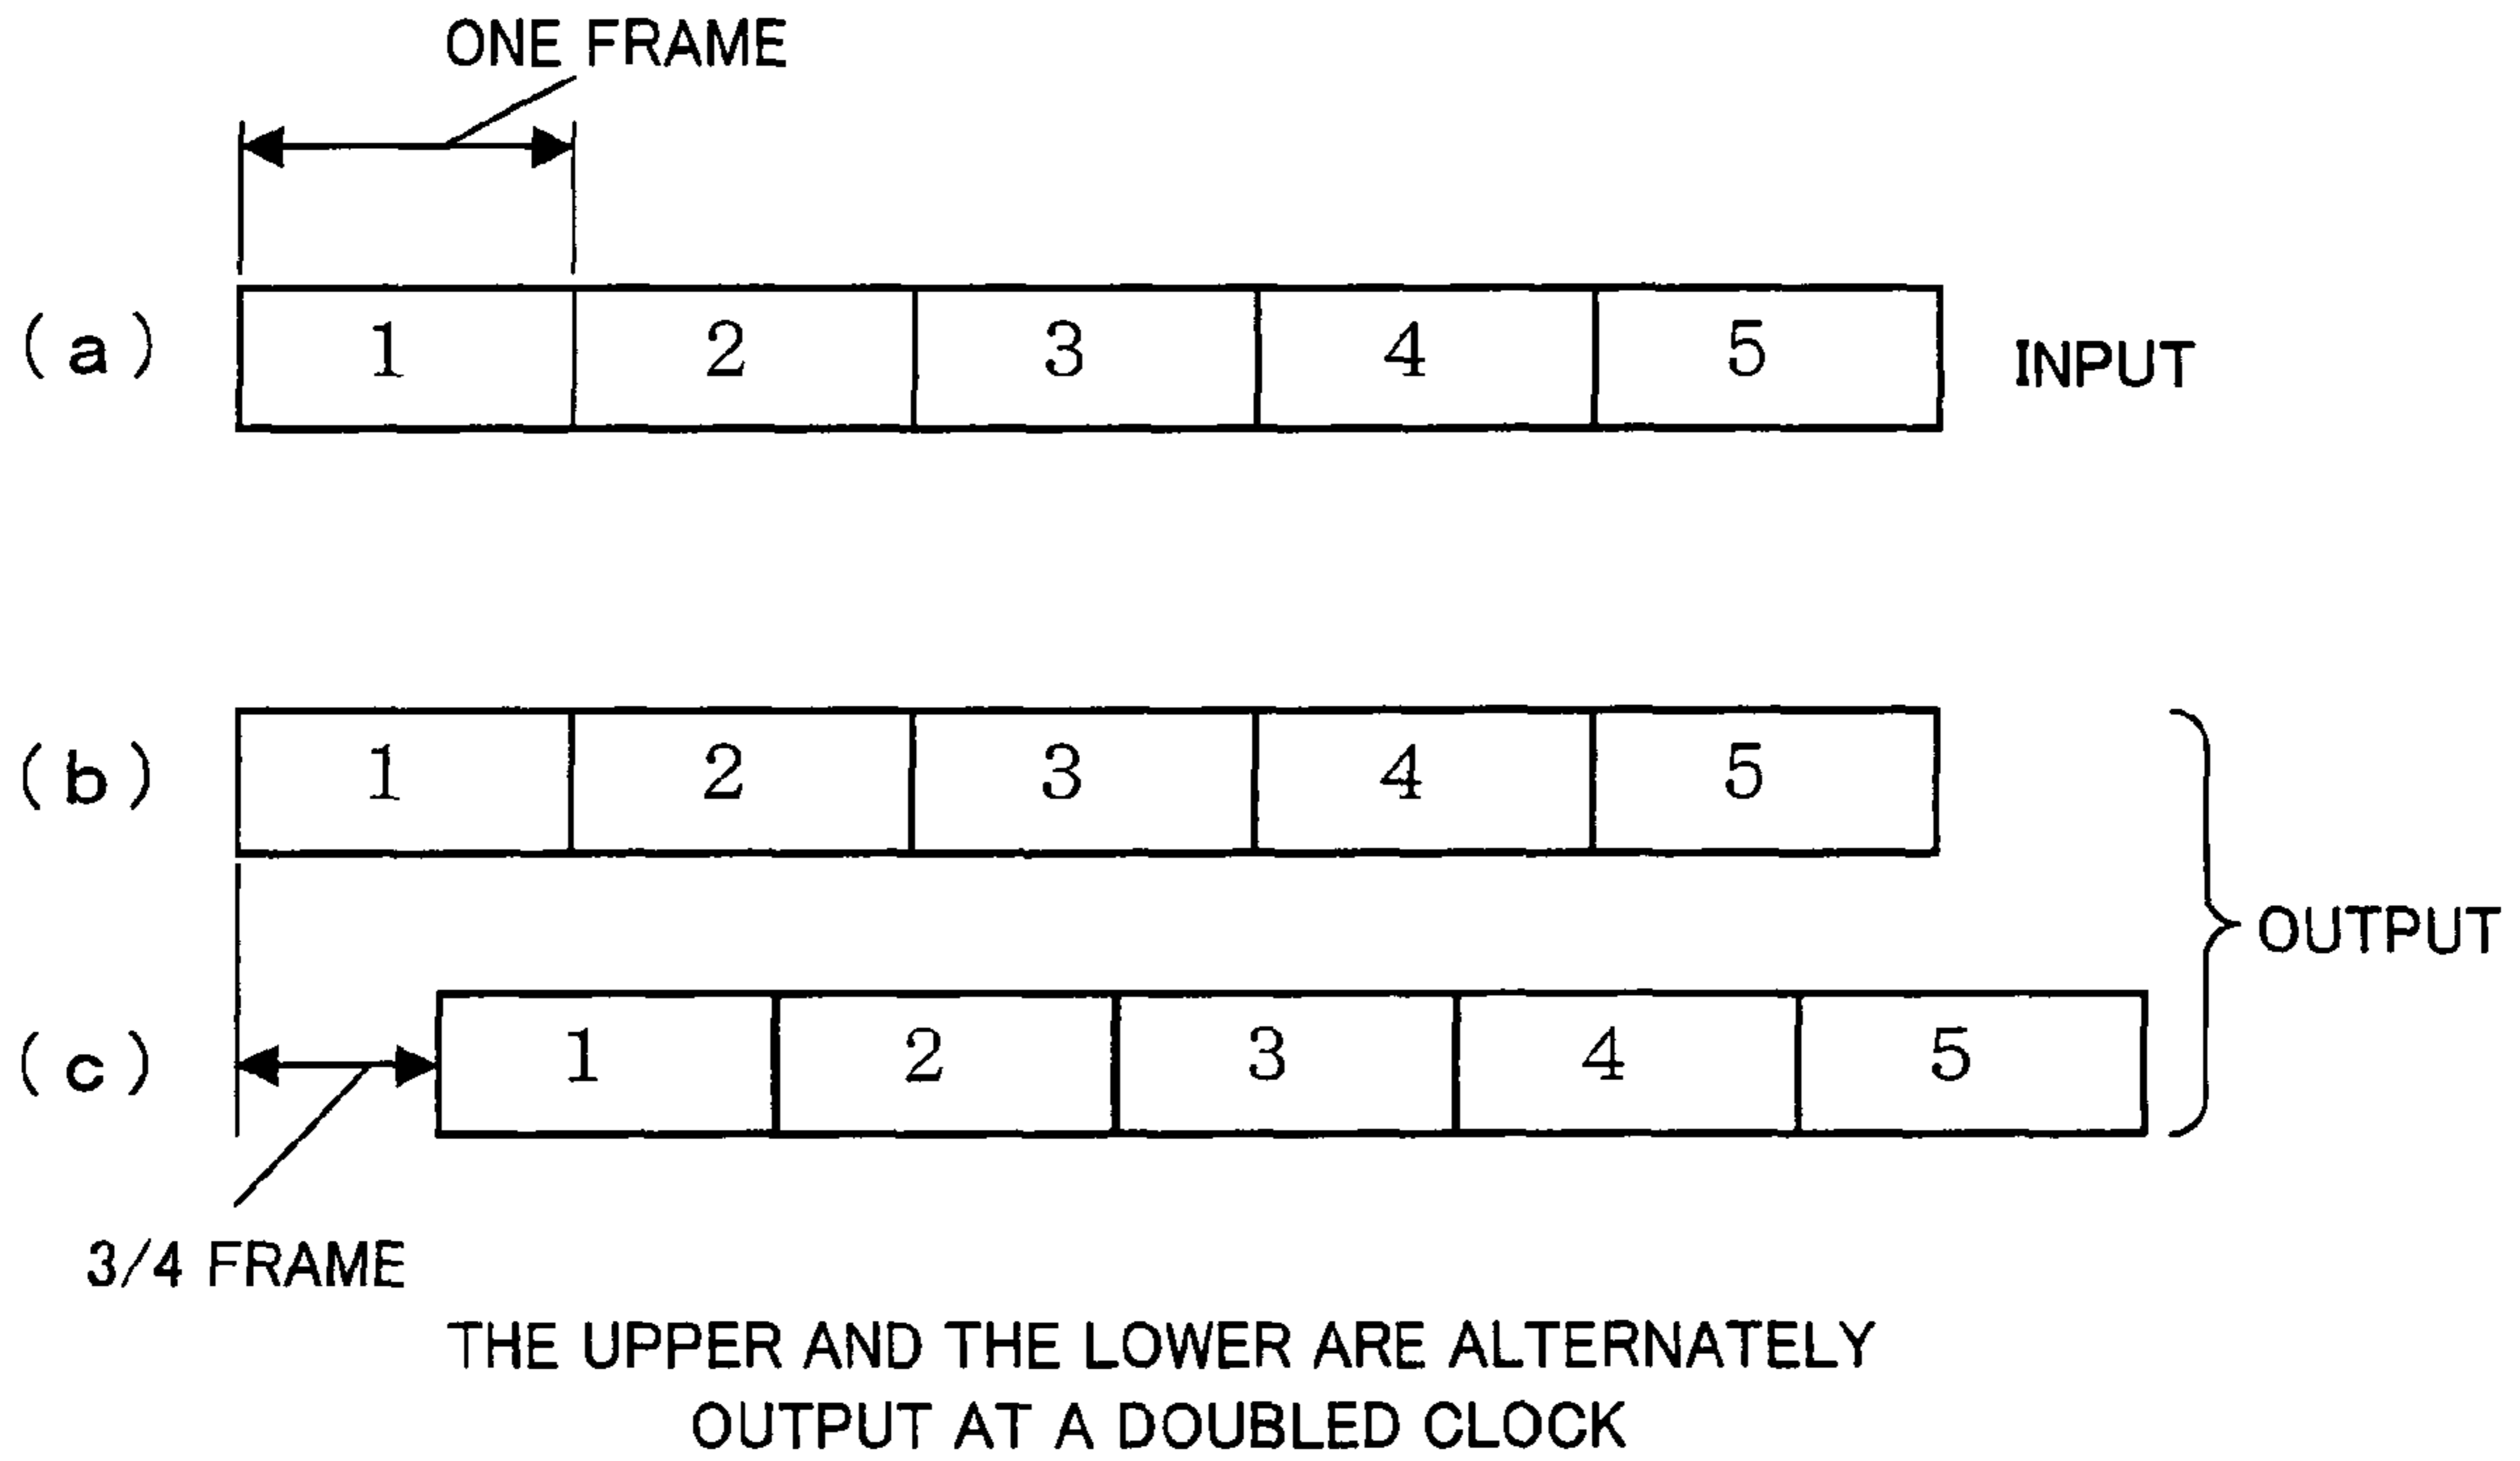 ONE FRAME
(a) 1 2 3 4 5 INPUT
(b) 1 2 3 4 5
OUTPUT
(c) 1 2 3 4 5
3/4 FRAME
THE UPPER AND THE LOWER ARE ALTERNATELY
OUTPUT AT A DOUBLED CLOCK